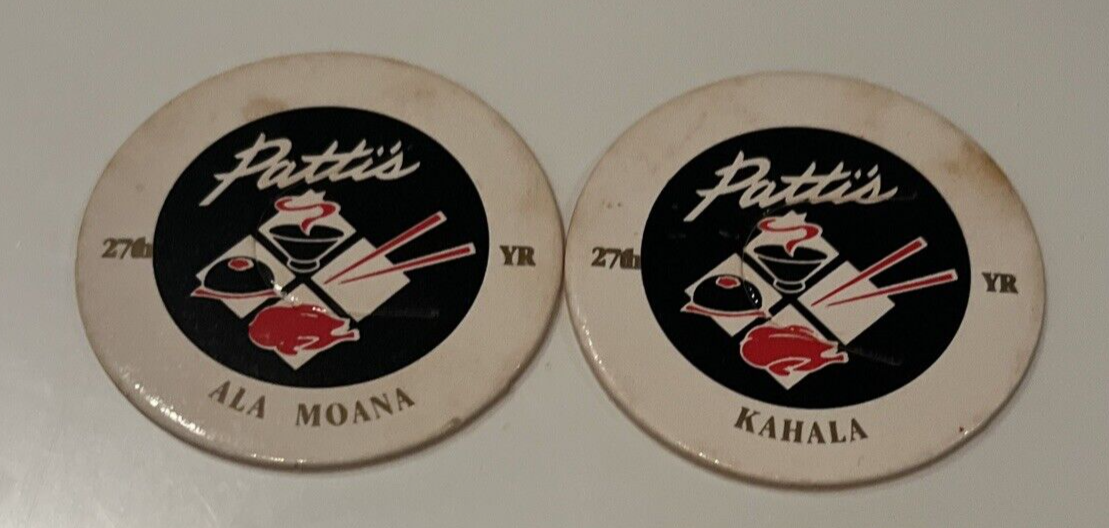 Patti's
27th YR
ALA MOANA
Patti's
27th YR
KAHALA